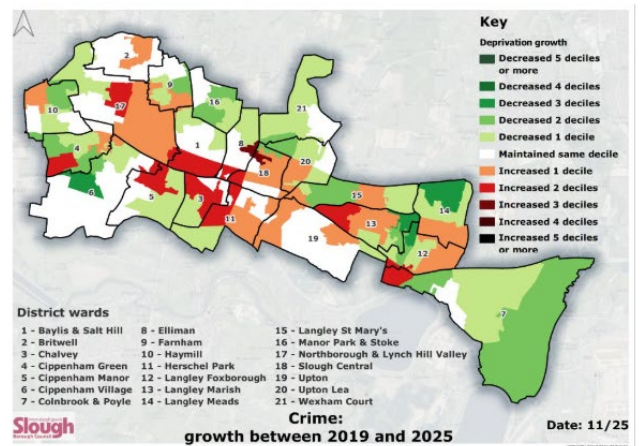 Key
Deprivation growth
Decreased 5 deciles
or more
Decreased 4 deciles
Decreased 3 deciles
Decreased 2 deciles
Decreased 1 decile
Maintained same decile
Increased 1 decile
Increased 2 deciles
Increased 3 deciles
Increased 4 deciles
Increased 5 deciles
or more
2
17
9
16
10
21
4
1
8
18
20
6
5
3
11
15
13
14
19
12
7
District wards
1 - Baylis & Salt Hill
2 - Britwell
3 - Chalvey
4 - Cippenham Green
5 - Cippenham Manor
6 - Cippenham Village
7 - Colnbrook & Poyle
8 - Elliman
9 - Farnham
10 - Haymill
11 - Herschel Park
12 - Langley Foxborough
13 - Langley Marish
14 - Langley Meads
15 - Langley St Mary's
16 - Manor Park & Stoke
17 - Northborough & Lynch Hill Valley
18 - Slough Central
19 - Upton
20 - Upton Lea
21 - Wexham Court
Slough
Borough Council
Crime:
growth between 2019 and 2025
Date: 11/25